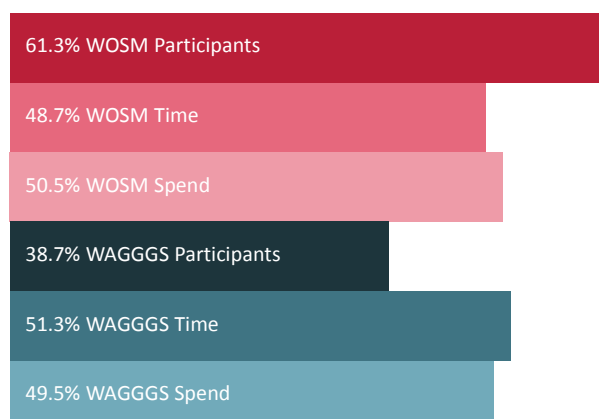 61.3% WOSM Participants
48.7% WOSM Time
50.5% WOSM Spend
38.7% WAGGGS Participants
51.3% WAGGGS Time
49.5% WAGGGS Spend